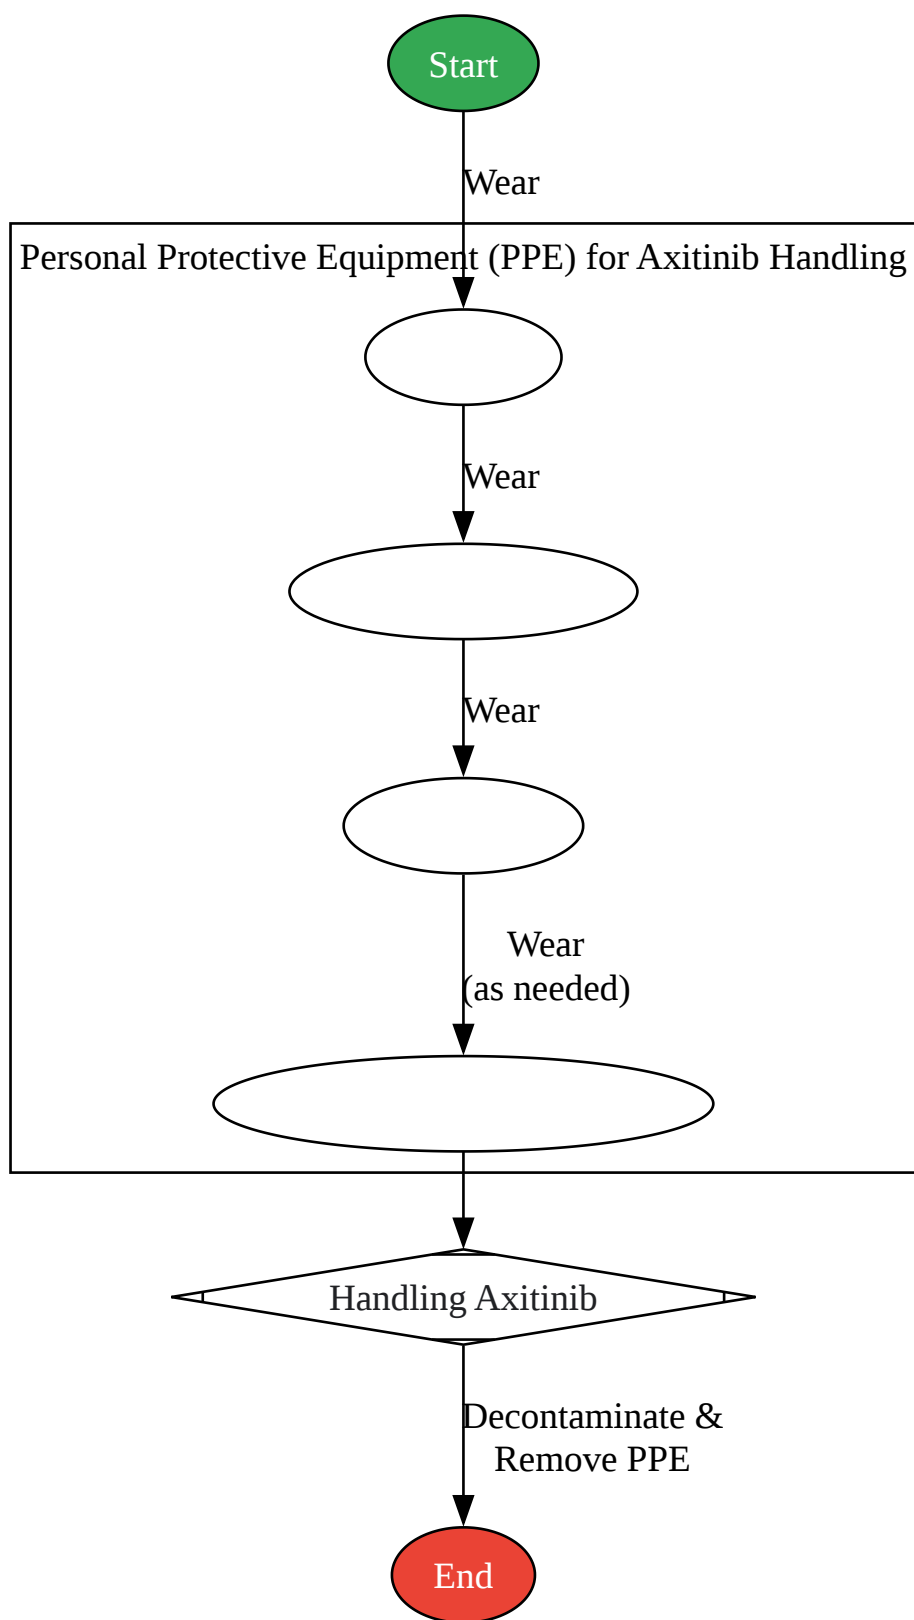 Start
Wear
Personal Protective Equipment (PPE) for Axitinib Handling
Wear
Wear
Wear
(as needed)
Handling Axitinib
Decontaminate &
Remove PPE
End